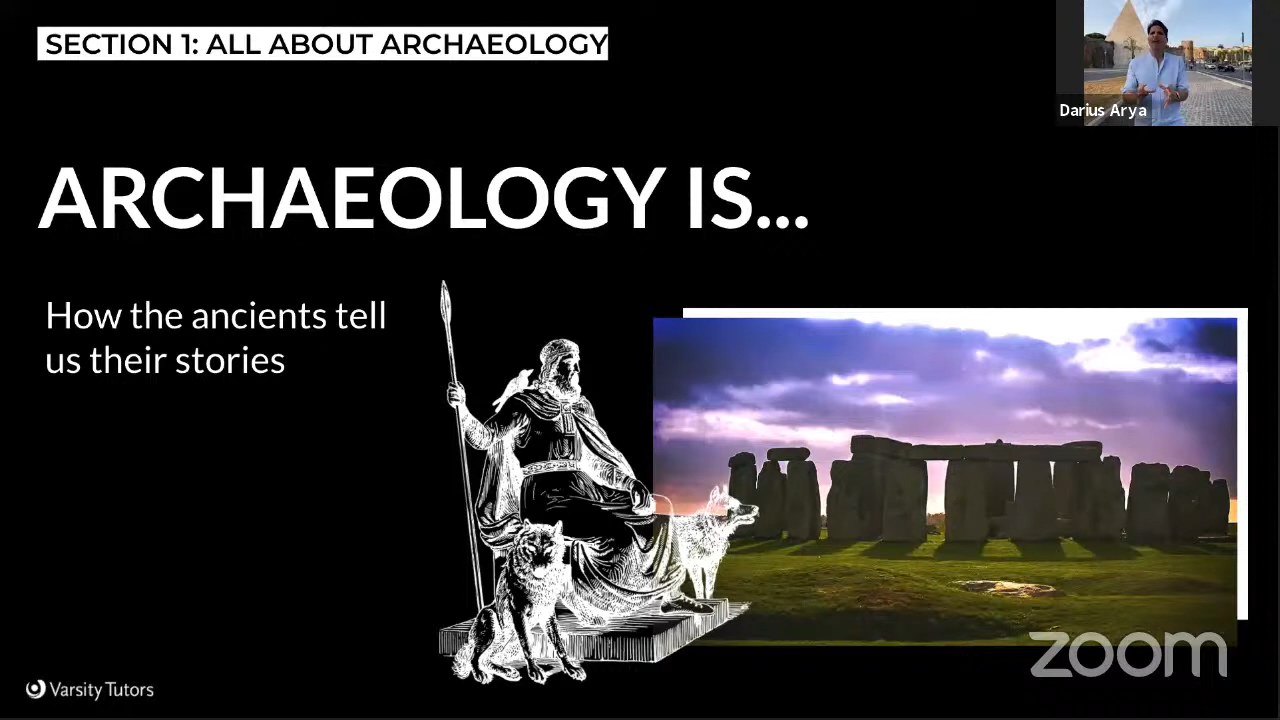 SECTION 1: ALL ABOUT ARCHAEOLOGY
Darius Arya
ARCHAEOLOGY IS...
How the ancients tell
us their stories
zoom
Varsity Tutors